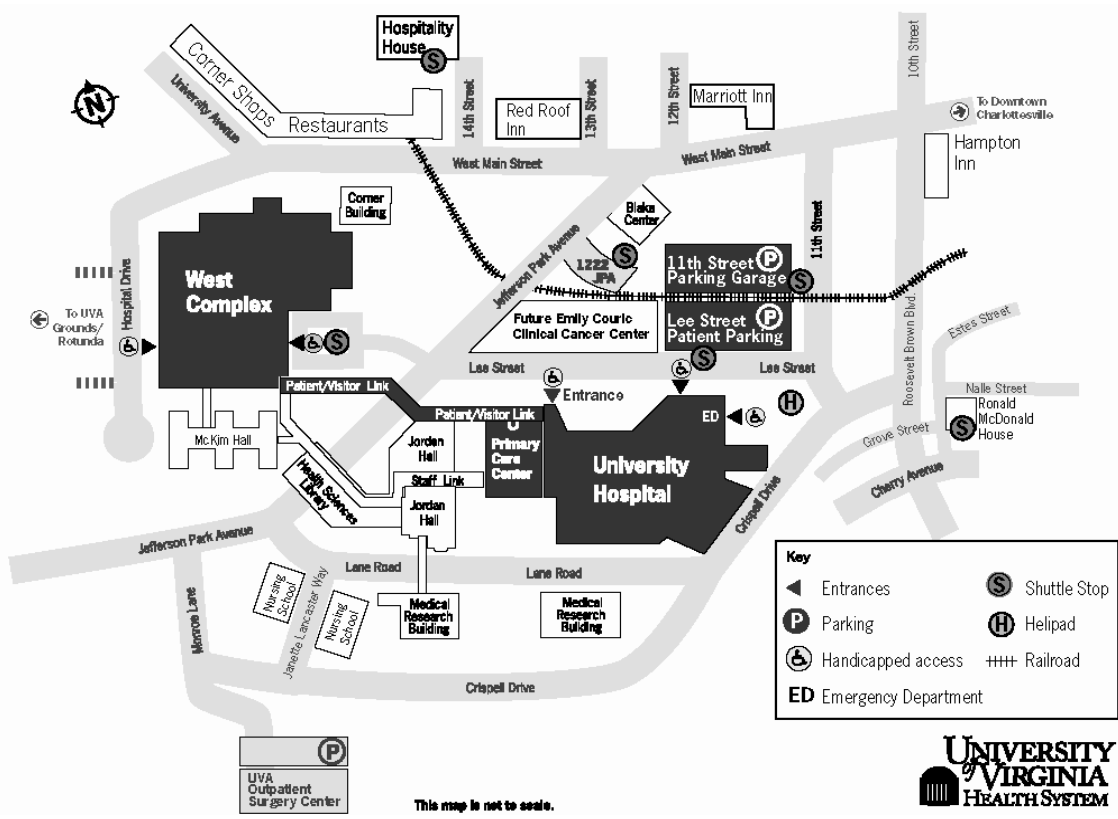 Hospitality
House
S
Corner Shops
Restaurants
University Avenue
N
14th Street
Red Roof
Inn
13th Street
12th Street
Marriott Inn
10th Street
To Downtown
Charlottesville
Hampton
Inn
West Main Street
West Main Street
Corner
Building
Blake
Center
11th Street
Jefferson Park Avenue
1222
JPA
S
11th Street P
Parking Garage
S
West
Complex
Hospital Drive
To UVA
Grounds/
Rotunda
S
Future Emily Couric
Clinical Cancer Center
Lee Street P
Patient Parking
S
Roosevelt Brown Blvd.
Estes Street
Lee Street
Lee Street
Nalle Street
Patient/Visitor Link
Entrance
Patient/Visitor Link
ED
H
Ronald
McDonald
House
S
Grove Street
Cherry Avenue
Mc Kim Hall
Jordan
Hall
Primary
Care
Center
University
Hospital
Health Sciences
Library
Staff Link
Jordan
Hall
Crispell Drive
Jefferson Park Avenue
Lane Road
Lane Road
Nursing
School
Janette Lancaster Way
Nursing
School
Medical
Research
Building
Medical
Research
Building
Monroe Lane
Crispell Drive
Key
Entrances
S Shuttle Stop
P Parking
H Helipad
Handicapped access
Railroad
ED Emergency Department
P
UVA
Outpatient
Surgery Center
This map is not to scale.
UNIVERSITY
of VIRGINIA
HEALTH SYSTEM